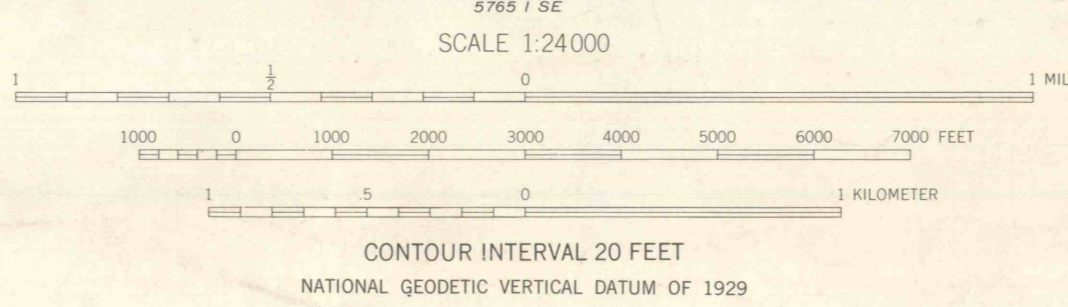 5765 I SE
SCALE 1:24000
1 1/2 0 1 MIL
1000 0 1000 2000 3000 4000 5000 6000 7000 FEET
1 .5 0 1 KILOMETER
CONTOUR INTERVAL 20 FEET
NATIONAL GEODETIC VERTICAL DATUM OF 1929